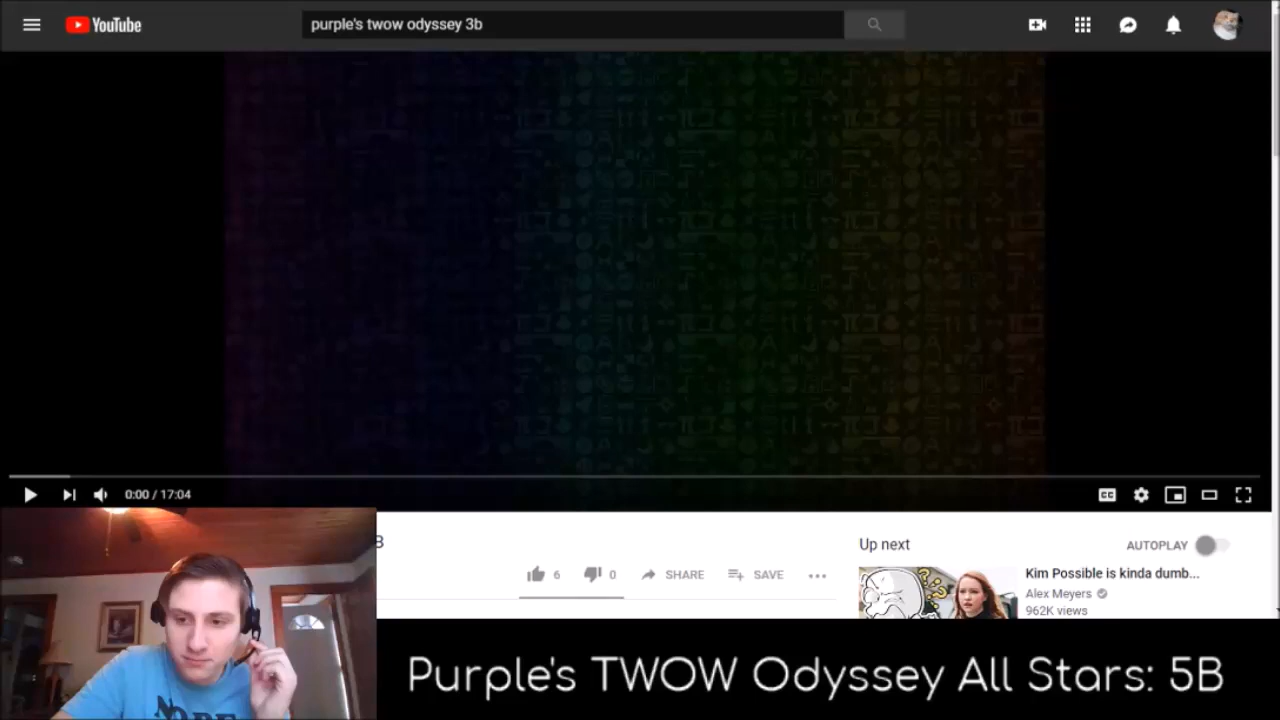 YouTube
purple's twow odyssey 3b
0:00 / 17:04
CC
B
6
0
SHARE
SAVE
Up next
AUTOPLAY
Kim Possible is kinda dumb...
Alex Meyers
962K views
Purple's TWOW Odyssey All Stars: 5B